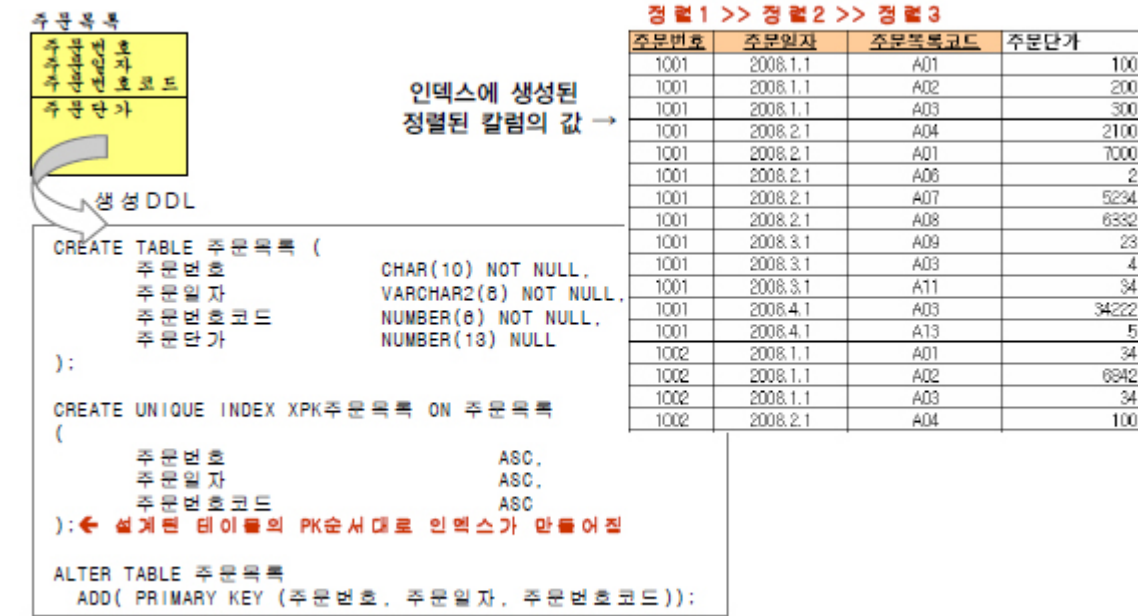 주문목록
주문번호
주문일자
주문번호코드
주문단가
생성DDL
CREATE TABLE 주문목록 (
주문번호 CHAR(10) NOT NULL,
주문일자 VARCHAR2(8) NOT NULL,
주문번호코드 NUMBER(6) NOT NULL,
주문단가 NUMBER(13) NULL
);
CREATE UNIQUE INDEX XPK주문목록 ON 주문목록
(
주문번호 ASC,
주문일자 ASC,
주문번호코드 ASC
);← 설계된 테이블의 PK순서대로 인덱스가 만들어짐
ALTER TABLE 주문목록
ADD( PRIMARY KEY (주문번호, 주문일자, 주문번호코드));
인덱스에 생성된
정렬된 칼럼의 값 →
정렬1 >> 정렬2 >> 정렬3
주문번호 주문일자 주문목록코드 주문단가
1001 2008.1.1 A01 100
1001 2008.1.1 A02 200
1001 2008.1.1 A03 300
1001 2008.2.1 A04 2100
1001 2008.2.1 A01 7000
1001 2008.2.1 A06 2
1001 2008.2.1 A07 5234
1001 2008.2.1 A08 6332
1001 2008.3.1 A09 23
1001 2008.3.1 A03 4
1001 2008.3.1 A11 34
1001 2008.4.1 A03 34222
1001 2008.4.1 A13 5
1002 2008.1.1 A01 34
1002 2008.1.1 A02 6842
1002 2008.1.1 A03 34
1002 2008.2.1 A04 100